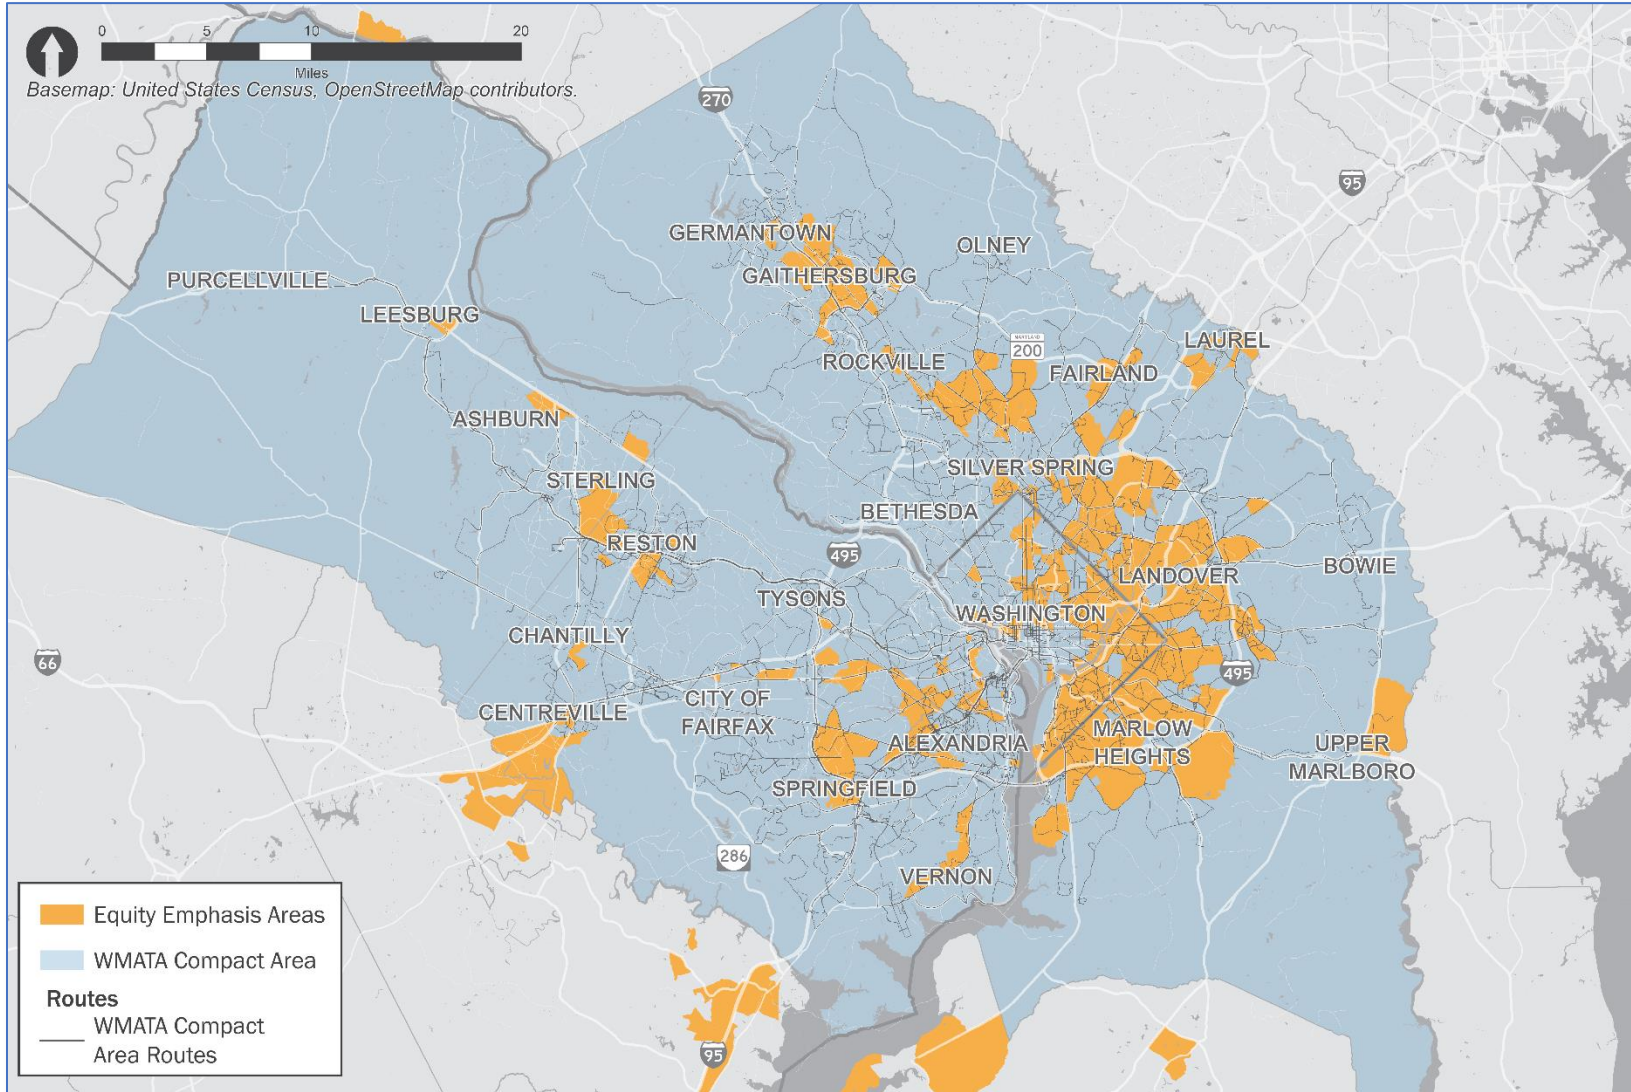 0 5 10 20
Miles
Basemap: United States Census, OpenStreetMap contributors.
270
95
GERMANTOWN
OLNEY
GAITHERSBURG
PURCELLVILLE
LEESBURG
LAUREL
MARYLAND
200
ROCKVILLE
FAIRLAND
ASHBURN
SILVER SPRING
STERLING
BETHESDA
RESTON
495
LANDOVER
BOWIE
TYSONS
WASHINGTON
CHANTILLY
66
495
CITY OF
FAIRFAX
CENTREVILLE
MARLOW
HEIGHTS
ALEXANDRIA
UPPER
MARLBORO
SPRINGFIELD
286
VERNON
Equity Emphasis Areas
WMATA Compact Area
Routes
WMATA Compact
Area Routes
95